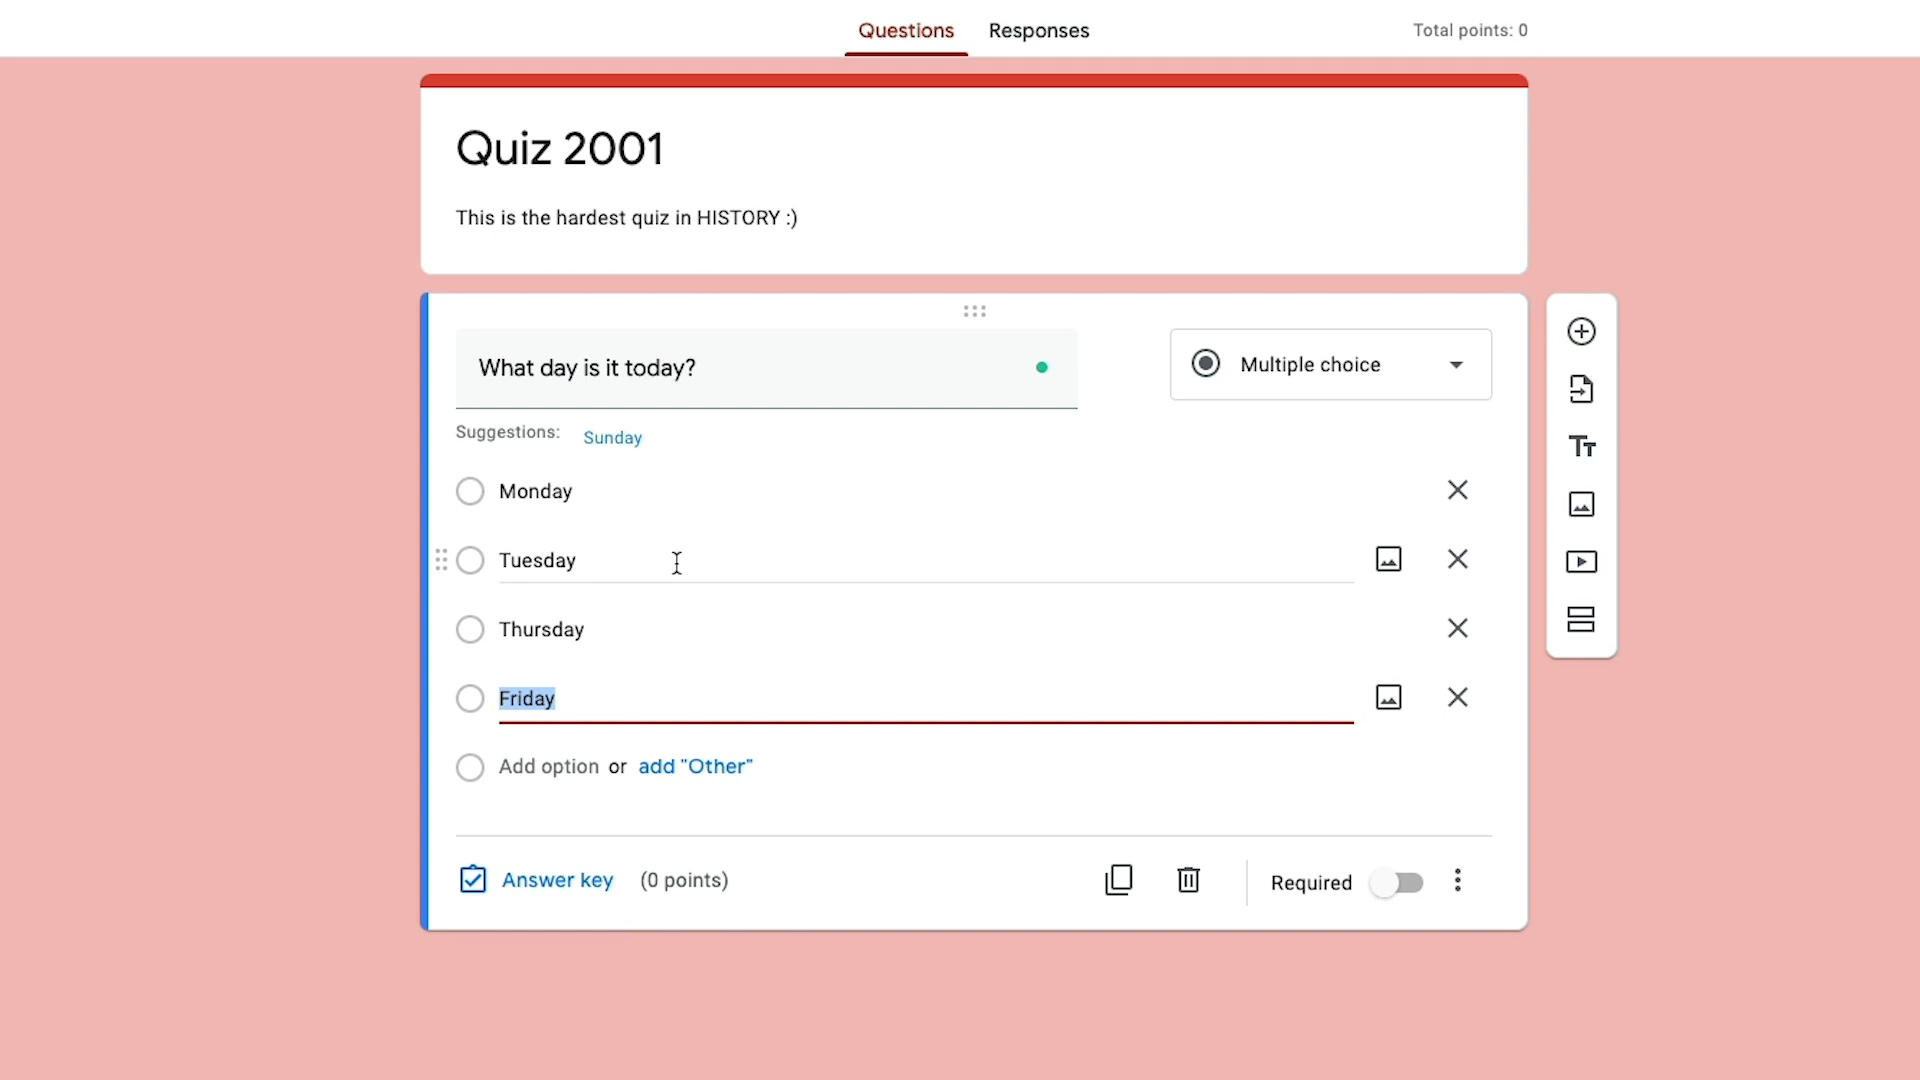 Questions Responses Total points: 0
Quiz 2001
This is the hardest quiz in HISTORY :)
What day is it today?
Multiple choice
Suggestions: Sunday
Monday
Tuesday
Thursday
Friday
Add option or add "Other"
Answer key (0 points) Required